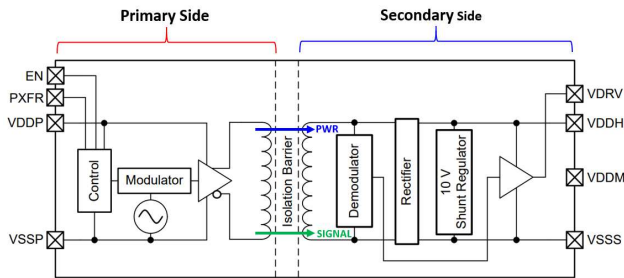 Primary Side
Secondary Side
EN
PXFR
VDDP
VSSP
Control
Modulator
Isolation Barrier
PWR
SIGNAL
Demodulator
Rectifier
10 V
Shunt Regulator
VDRV
VDDH
VDDM
VSSS